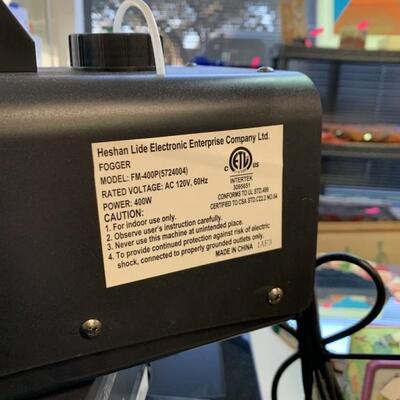 Heshan Lide Electronic Enterprise Company Ltd.
FOGGER
MODEL: FM-400P(5724004)
RATED VOLTAGE: AC 120V, 60Hz
POWER: 400W
CAUTION:
1. For indoor use only.
2. Observe user's instruction carefully.
3. Never use this machine at unintended place.
4. To provide continued protection against risk of electric
shock, connected to properly grounded outlets only.
MADE IN CHINA 1AF3
C ETL US
INTERTEK
3095651
CONFORMS TO UL STD.499
CERTIFIED TO CSA STD.C22.2 NO.64